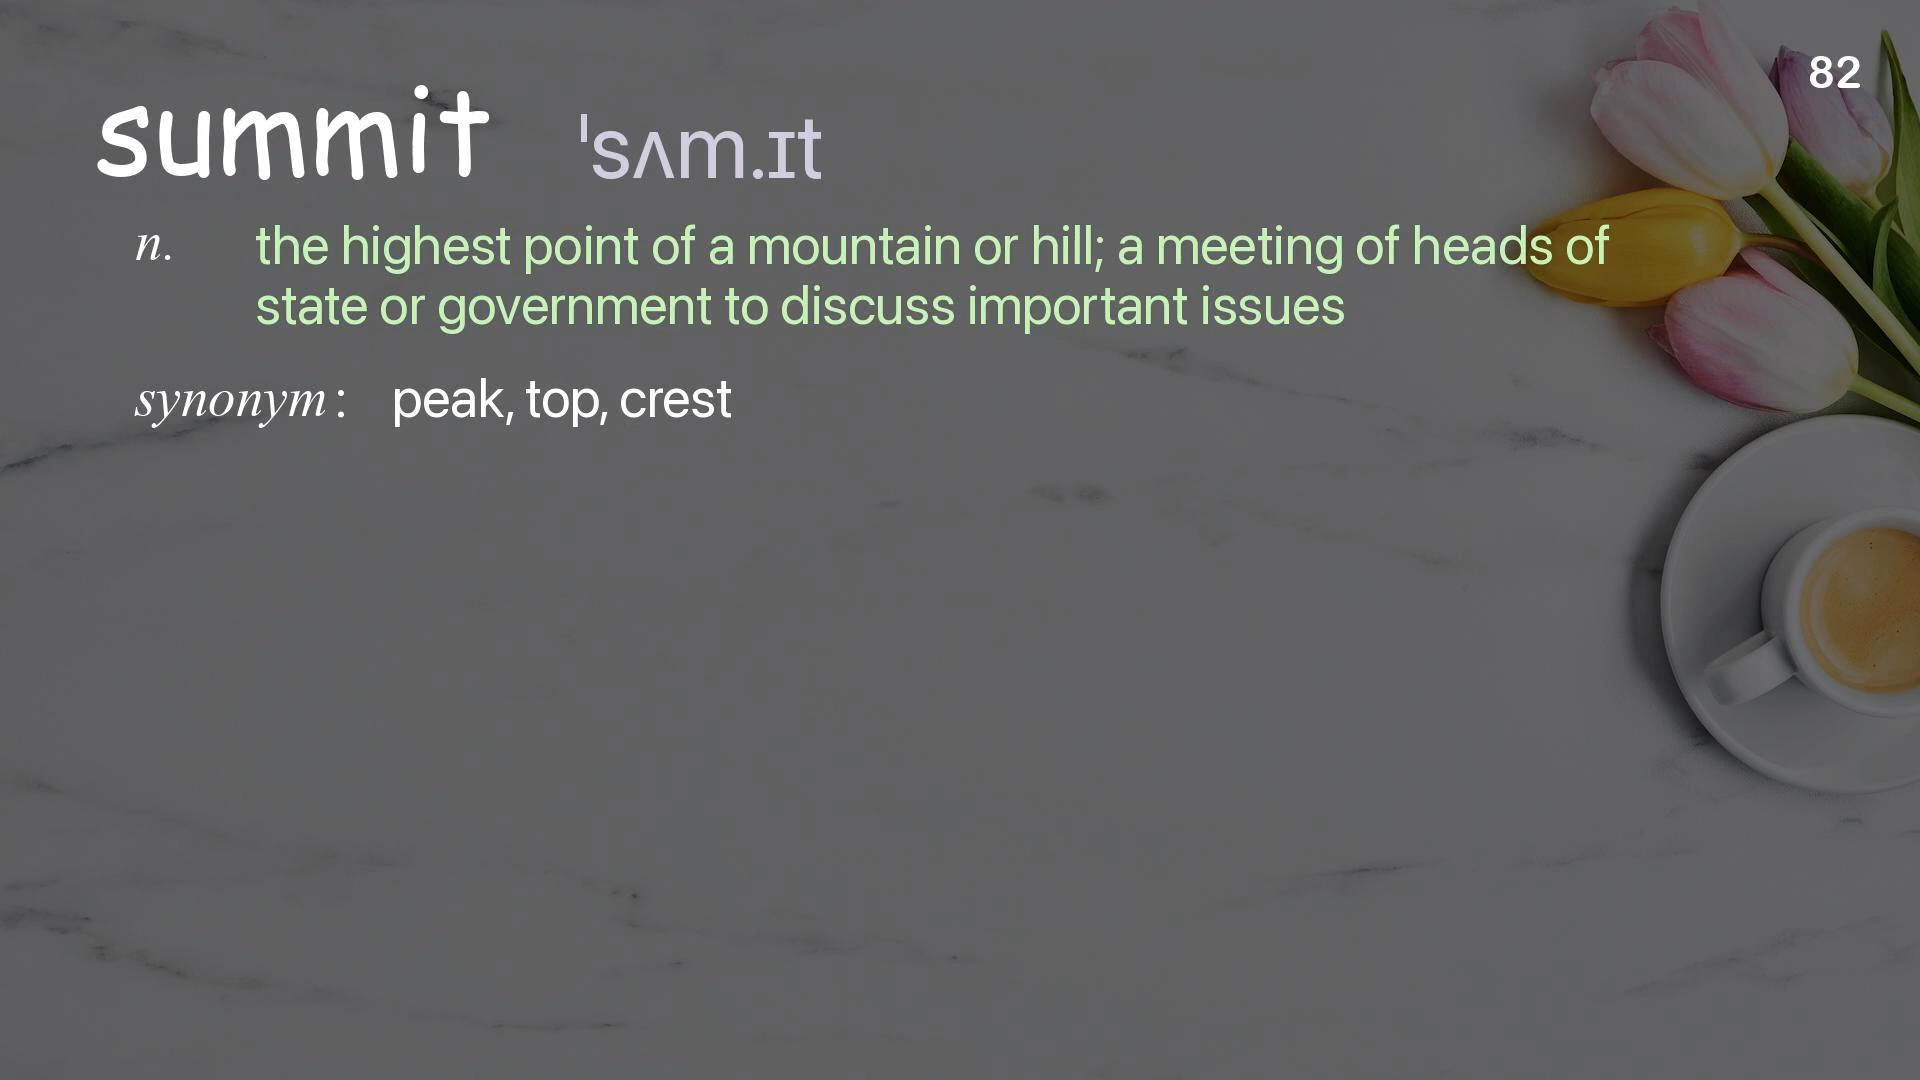 82
summit ˈsʌm.ɪt
n. the highest point of a mountain or hill; a meeting of heads of
state or government to discuss important issues
synonym: peak, top, crest